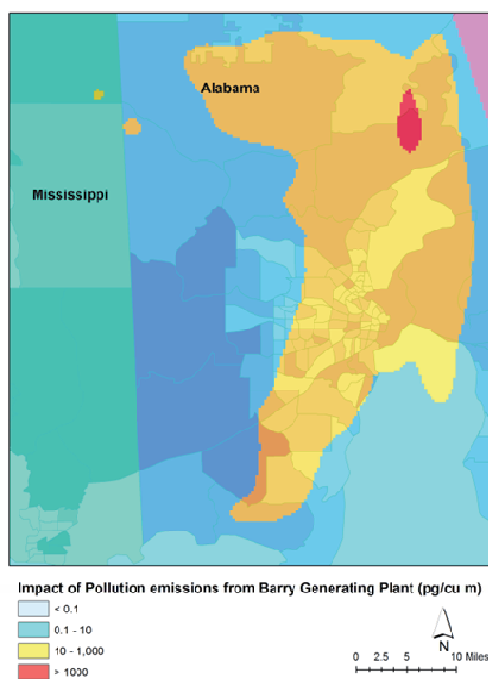 Alabama
Mississippi
Impact of Pollution emissions from Barry Generating Plant (pg/cu m)
< 0.1
0.1 - 10
10 - 1,000
> 1000
N
0 2.5 5 10 Miles